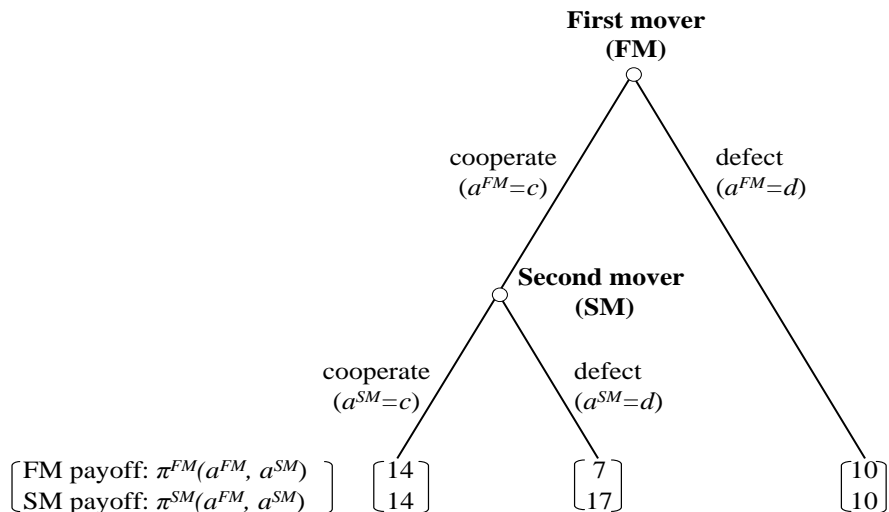 First mover
(FM)
cooperate
(a^FM=c)
defect
(a^FM=d)
Second mover
(SM)
cooperate
(a^SM=c)
defect
(a^SM=d)
FM payoff: π^FM(a^FM, a^SM) 14 7 10
SM payoff: π^SM(a^FM, a^SM) 14 17 10